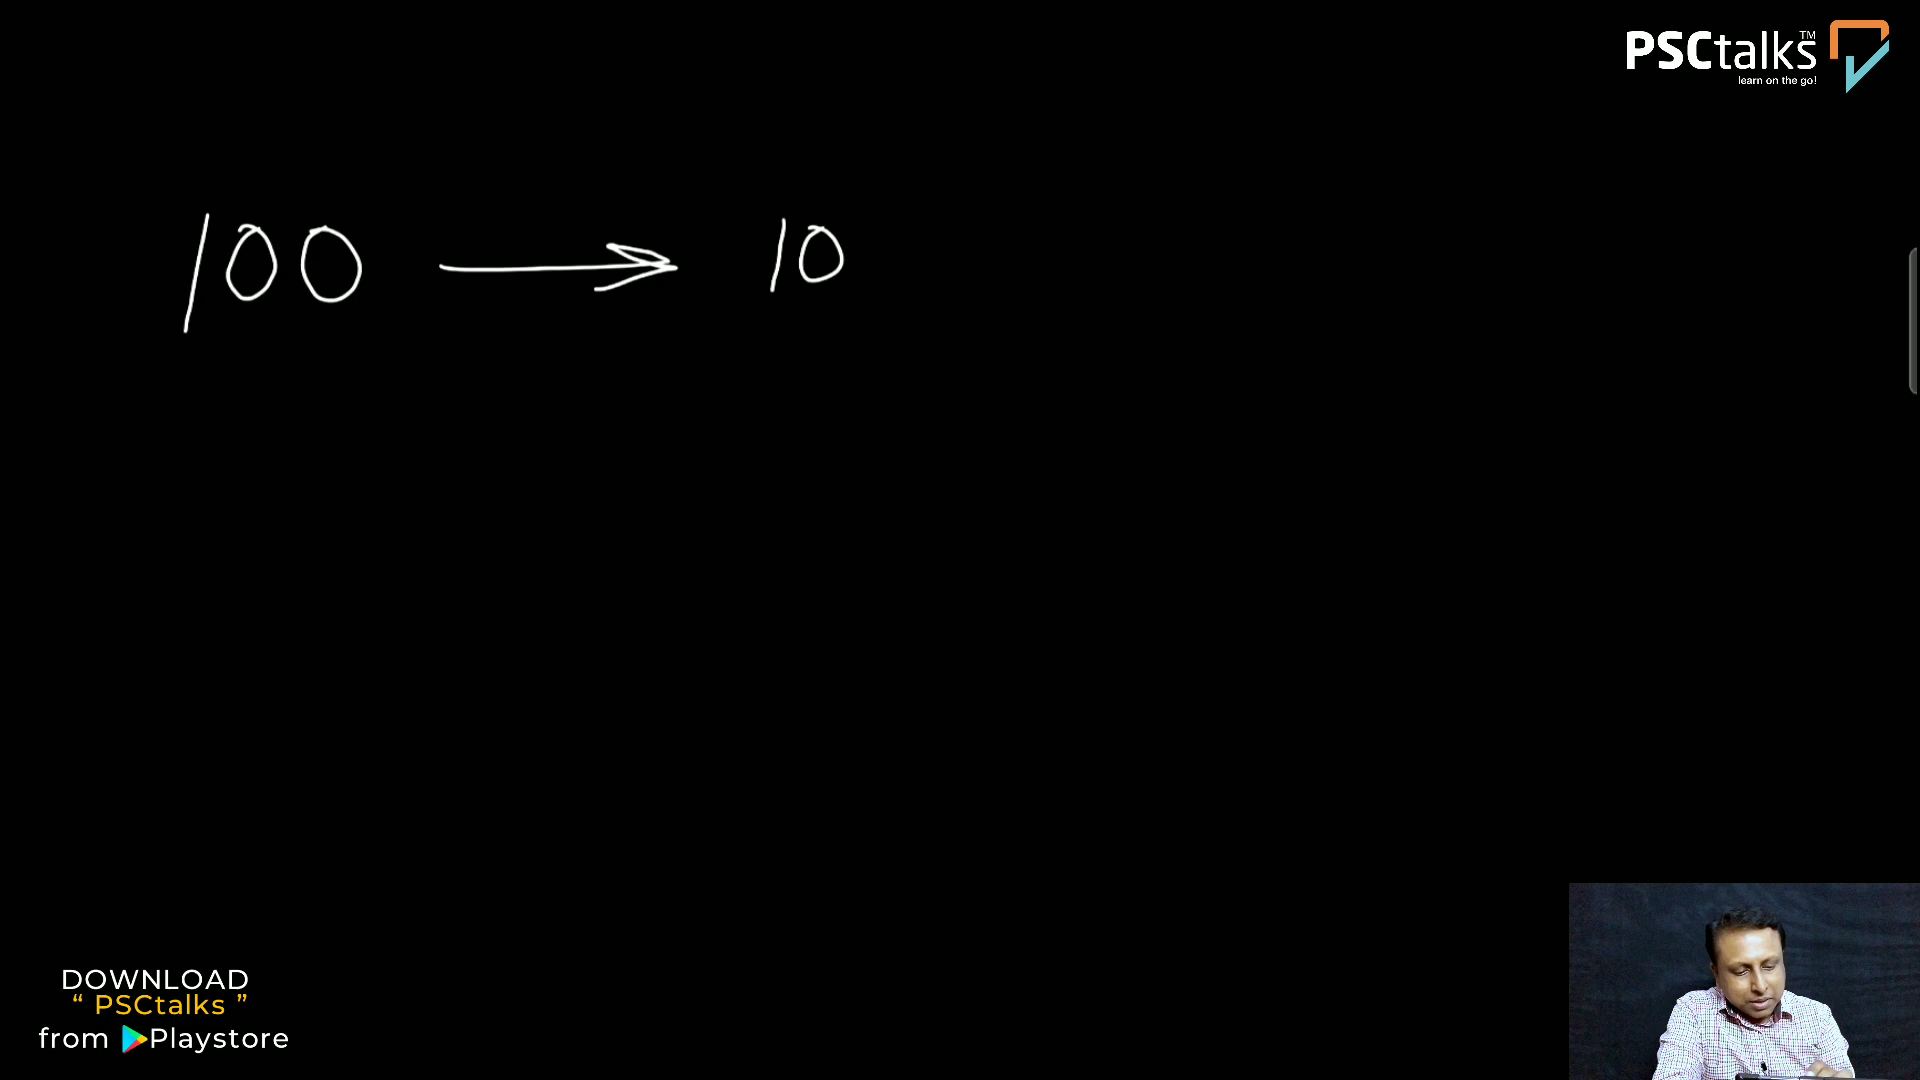 PSCtalks™
learn on the go!
100 → 10
DOWNLOAD
“ PSCtalks ”
from Playstore